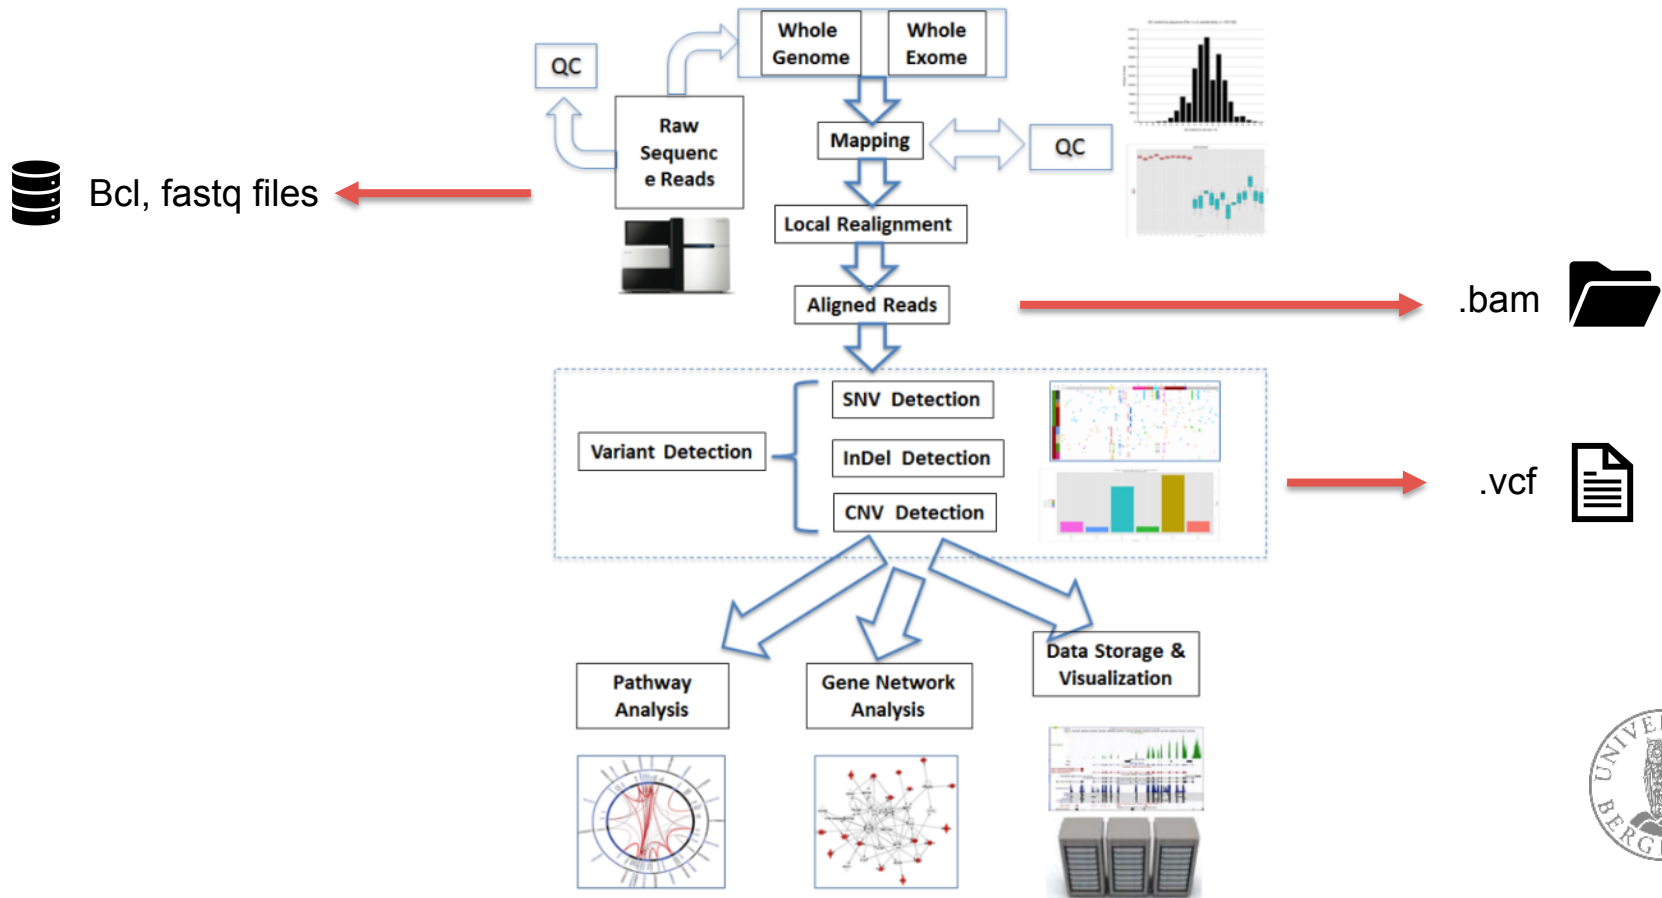 Whole
Genome
Whole
Exome
QC
Raw
Sequenc
e Reads
Mapping
QC
Bcl, fastq files
Local Realignment
Aligned Reads
.bam
SNV Detection
Variant Detection
InDel Detection
CNV Detection
.vcf
Pathway
Analysis
Gene Network
Analysis
Data Storage &
Visualization